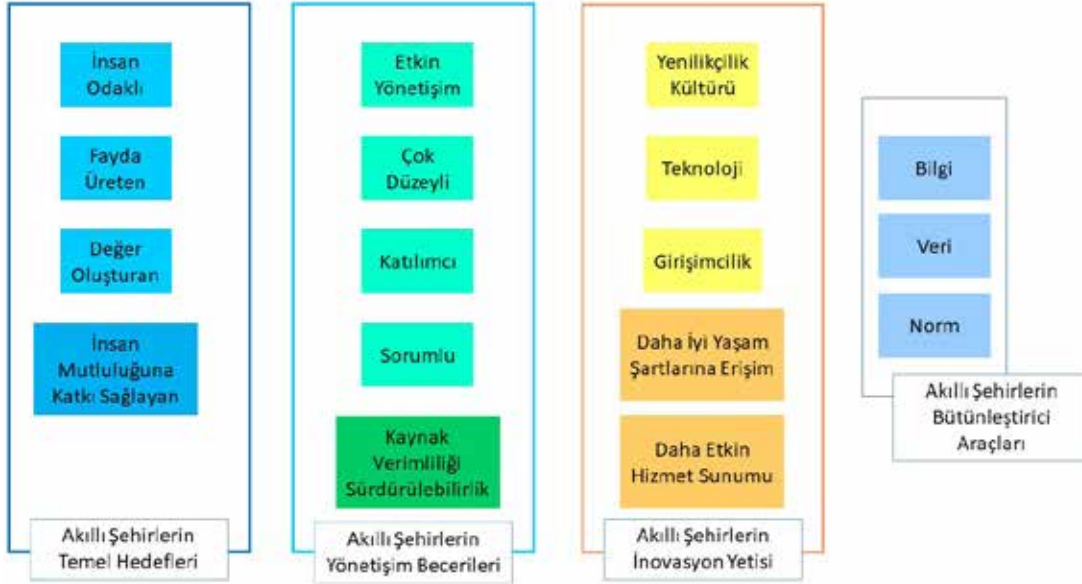 İnsan
Odaklı
Fayda
Üreten
Değer
Oluşturan
İnsan
Mutluluğuna
Katkı Sağlayan
Akıllı Şehirlerin
Temel Hedefleri
Etkin
Yönetişim
Çok
Düzeyli
Katılımcı
Sorumlu
Kaynak
Verimliliği
Sürdürülebilirlik
Akıllı Şehirlerin
Yönetişim Becerileri
Yenilikçilik
Kültürü
Teknoloji
Girişimcilik
Daha İyi Yaşam
Şartlarına Erişim
Daha Etkin
Hizmet Sunumu
Akıllı Şehirlerin
İnovasyon Yetisi
Bilgi
Veri
Norm
Akıllı Şehirlerin
Bütünleştirici
Araçları